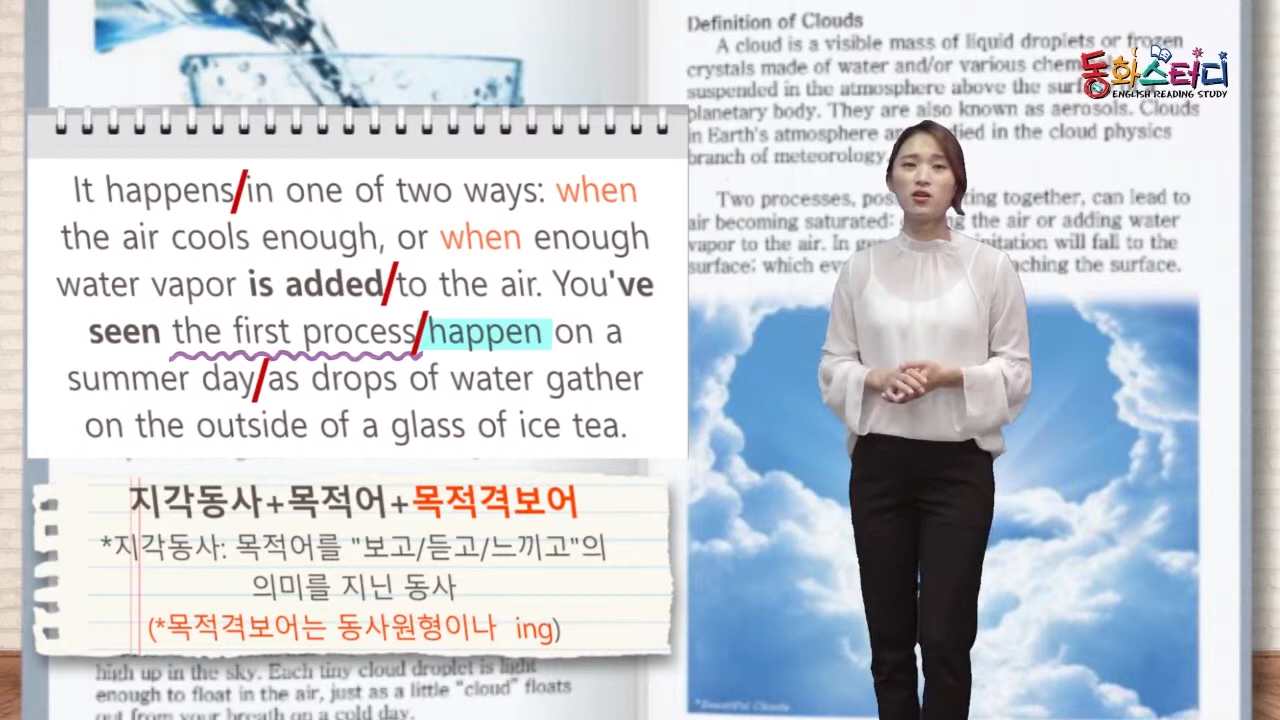 It happens/in one of two ways: when
the air cools enough, or when enough
water vapor is added/to the air. You've
seen the first process/happen on a
summer day/as drops of water gather
on the outside of a glass of ice tea.
지각동사+목적어+목적격보어
*지각동사: 목적어를 "보고/듣고/느끼고"의
의미를 지닌 동사
(*목적격보어는 동사원형이나 ing)
high up in the sky. Each tiny cloud droplet is light
enough to float in the air, just as a little "cloud" floats
out from your breath on a cold day.
동화스터디
ENGLISH READING STUDY
Definition of Clouds
A cloud is a visible mass of liquid droplets or frozen
crystals made of water and/or various
suspended in the atmosphere above the
planetary body. They are also known as aerosols. Clouds
in Earth's atmosphere are in the cloud physics
branch of meteorology.
Two processes, together, can lead to
air becoming saturated: the air or adding water
vapor to the air. In will fall to the
surface; which the surface.
*Beautiful Clouds